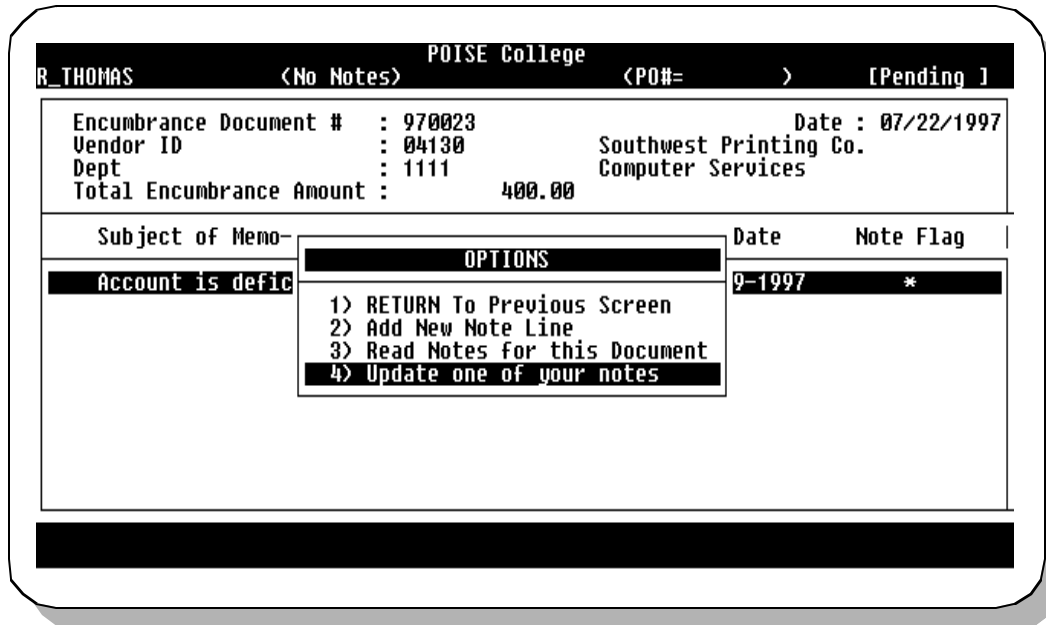 POISE College
R_THOMAS (No Notes) (PO#= ) [Pending ]
Encumbrance Document # : 970023 Date : 07/22/1997
Vendor ID : 04130 Southwest Printing Co.
Dept : 1111 Computer Services
Total Encumbrance Amount : 400.00
Subject of Memo- Date Note Flag
OPTIONS
Account is defic 9-1997 *
1) RETURN To Previous Screen
2) Add New Note Line
3) Read Notes for this Document
4) Update one of your notes